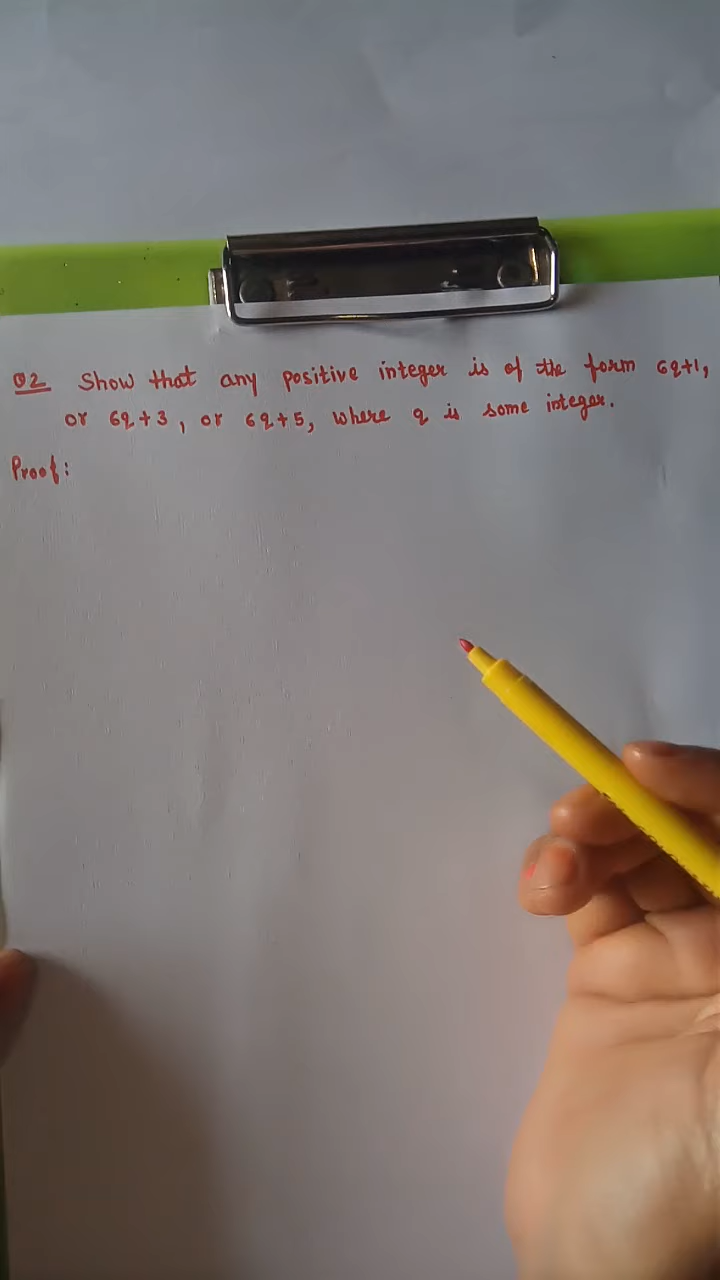 Q2 Show that any positive integer is of the form 6q+1,
or 6q+3, or 6q+5, where q is some integer.
Proof: